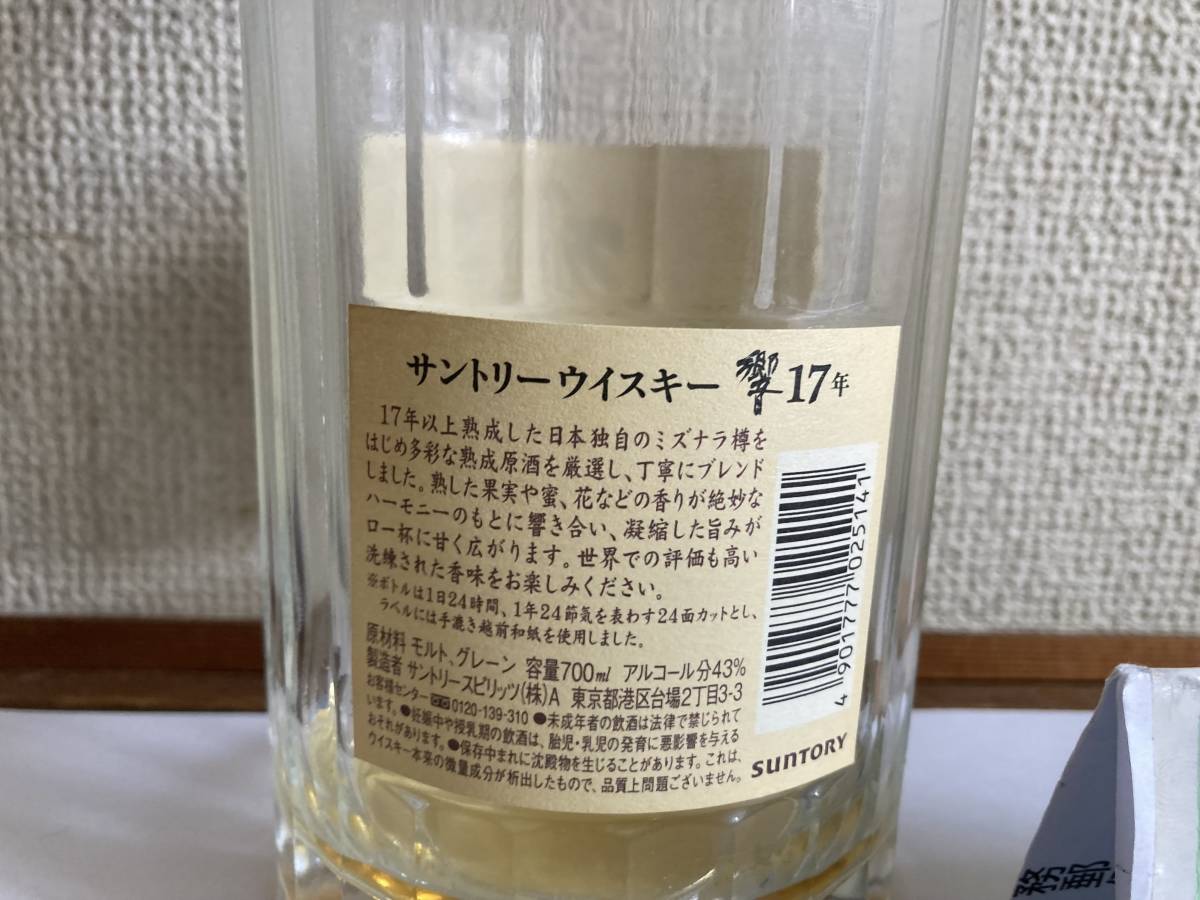 サントリーウイスキー 響 17年
17年以上熟成した日本独自のミズナラ樽を
はじめ多彩な熟成原酒を厳選し、丁寧にブレンド
しました。熟した果実や蜜、花などの香りが絶妙な
ハーモニーのもとに響き合い、凝縮した旨みが
口一杯に甘く広がります。世界での評価も高い
洗練された香味をお楽しみください。
※ボトルは1日24時間、1年24節気を表わす24面カットとし、
ラベルには手漉き越前和紙を使用しました。
原材料 モルト、グレーン 容量700ml アルコール分43%
製造者 サントリースピリッツ(株)A 東京都港区台場2丁目3-3
お客様センター 0120-139-310 ●未成年者の飲酒は法律で禁じられて
います。●妊娠中や授乳期の飲酒は、胎児・乳児の発育に悪影響を与える
おそれがあります。●保存中まれに沈殿物を生じることがあります。これは、
ウイスキー本来の微量成分が析出したもので、品質上問題ございません。
4 901777 025141
SUNTORY
務郵